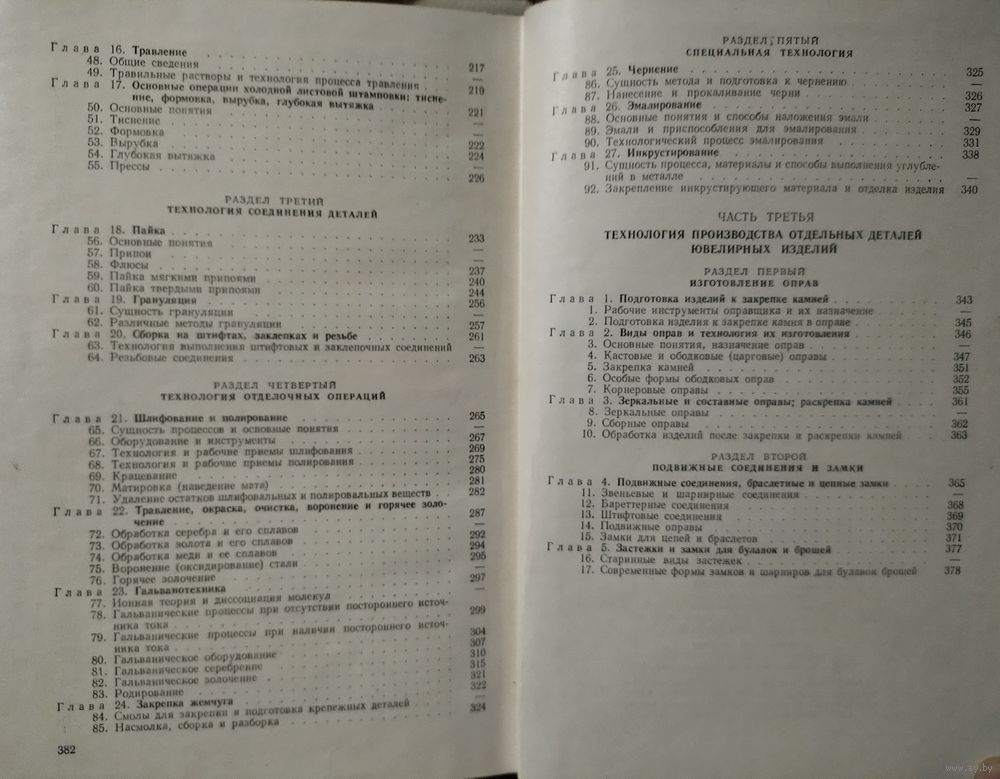 Глава 16. Травление
48. Общие сведения 217
49. Травильные растворы и технология процесса травления —
Глава 17. Основные операции холодной листовой штамповки: тисне- 219
ние, формовка, вырубка, глубокая вытяжка
50. Основные понятия 221
51. Тиснение —
52. Формовка —
53. Вырубка 222
54. Глубокая вытяжка 224
55. Прессы —
226
РАЗДЕЛ ТРЕТИЙ
ТЕХНОЛОГИЯ СОЕДИНЕНИЯ ДЕТАЛЕЙ
Глава 18. Пайка 233
56. Основные понятия —
57. Припои —
58. Флюсы 237
59. Пайка мягкими припоями 240
60. Пайка твердыми припоями 244
Глава 19. Грануляция 256
61. Сущность грануляции —
62. Различные методы грануляции 257
Глава 20. Сборка на штифтах, заклепках и резьбе 261
63. Технология выполнения штифтовых и заклепочных соединений —
64. Резьбовые соединения 263
РАЗДЕЛ ЧЕТВЕРТЫЙ
ТЕХНОЛОГИЯ ОТДЕЛОЧНЫХ ОПЕРАЦИЙ
Глава 21. Шлифование и полирование 265
65. Сущность процессов и основные понятия —
66. Оборудование и инструменты 267
67. Технология и рабочие приемы шлифования 269
68. Технология и рабочие приемы полирования 275
69. Крацевание 280
70. Матировка (наведение мата) 281
71. Удаление остатков шлифовальных и полировальных веществ 282
Глава 22. Травление, окраска, очистка, воронение и горячее золо-
чение 287
72. Обработка серебра и его сплавов —
73. Обработка золота и его сплавов 292
74. Обработка меди и ее сплавов 294
75. Воронение (оксидирование) стали 295
76. Горячее золочение —
Глава 23. Гальванотехника 297
77. Ионная теория и диссоциация молекул —
78. Гальванические процессы при отсутствии постороннего источ-
ника тока 299
79. Гальванические процессы при наличии постороннего источ-
ника тока 304
80. Гальваническое оборудование 307
81. Гальваническое серебрение 310
82. Гальваническое золочение 315
83. Родирование 321
Глава 24. Закрепка жемчуга 322
84. Смолы для закрепки и подготовка крепежных деталей —
85. Насмолка, сборка и разборка 324
382
РАЗДЕЛ ПЯТЫЙ
СПЕЦИАЛЬНАЯ ТЕХНОЛОГИЯ
Глава 25. Чернение 325
86. Сущность метода и подготовка к чернению —
87. Нанесение и прокаливание черни 326
Глава 26. Эмалирование 327
88. Основные понятия и способы наложения эмали —
89. Эмали и приспособления для эмалирования 329
90. Технологический процесс эмалирования 331
Глава 27. Инкрустирование 338
91. Сущность процесса, материалы и способы выполнения углубле-
ний в металле —
92. Закрепление инкрустирующего материала и отделка изделия 340
ЧАСТЬ ТРЕТЬЯ
ТЕХНОЛОГИЯ ПРОИЗВОДСТВА ОТДЕЛЬНЫХ ДЕТАЛЕЙ
ЮВЕЛИРНЫХ ИЗДЕЛИЙ
РАЗДЕЛ ПЕРВЫЙ
ИЗГОТОВЛЕНИЕ ОПРАВ
Глава 1. Подготовка изделий к закрепке камней 343
1. Рабочие инструменты оправщика и их назначение —
2. Подготовка изделия к закрепке камня в оправе 345
Глава 2. Виды оправ и технология их изготовления 346
3. Основные понятия, назначение оправ —
4. Кастовые и ободковые (царговые) оправы 347
5. Закрепка камней 351
6. Особые формы ободковых оправ 352
7. Корнеровые оправы 355
Глава 3. Зеркальные и составные оправы; раскрепка камней 361
8. Зеркальные оправы —
9. Сборные оправы 362
10. Обработка изделий после закрепки и раскрепки камней 363
РАЗДЕЛ ВТОРОЙ
ПОДВИЖНЫЕ СОЕДИНЕНИЯ И ЗАМКИ
Глава 4. Подвижные соединения, браслетные и цепные замки 365
11. Звеньевые и шарнирные соединения —
12. Вареттерные соединения 368
13. Штифтовые соединения 369
14. Подвижные оправы 370
15. Замки для цепей и браслетов 371
Глава 5. Застежки и замки для булавок и брошей 377
16. Старинные виды застежек —
17. Современные формы замков и шарниров для булавок брошей 378
www.ay.by